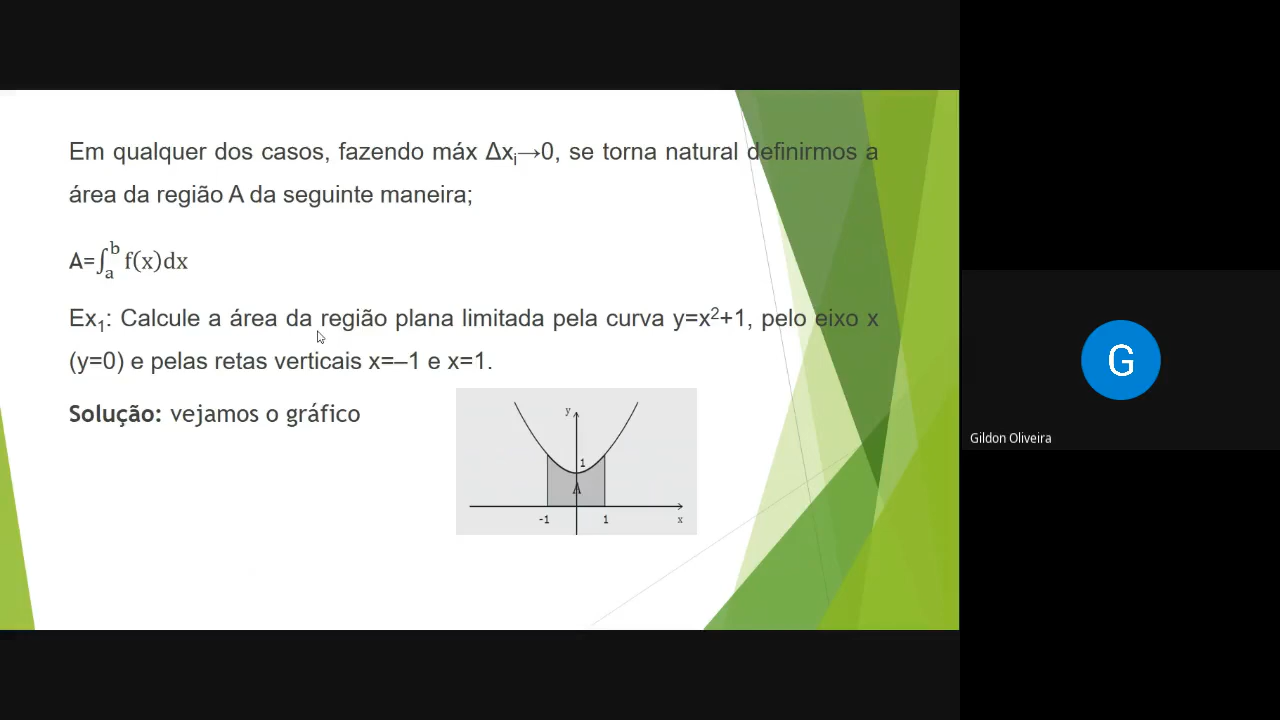 Em qualquer dos casos, fazendo máx Δxᵢ→0, se torna natural definirmos a
área da região A da seguinte maneira;
A=∫ₐᵇ f(x)dx
Ex₁: Calcule a área da região plana limitada pela curva y=x²+1, pelo eixo x
(y=0) e pelas retas verticais x=–1 e x=1.
Solução: vejamos o gráfico
y
1
A
-1 1 x
G
Gildon Oliveira